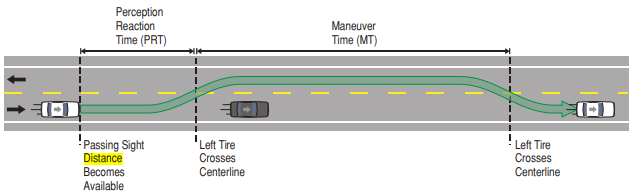 Perception
Reaction
Time (PRT)
Maneuver
Time (MT)
Passing Sight
Distance
Becomes
Available
Left Tire
Crosses
Centerline
Left Tire
Crosses
Centerline